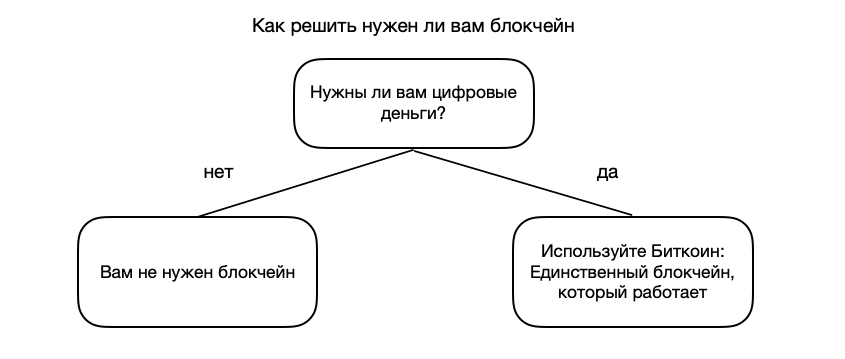 Как решить нужен ли вам блокчейн
Нужны ли вам цифровые
деньги?
нет
да
Вам не нужен блокчейн
Используйте Биткоин:
Единственный блокчейн,
который работает